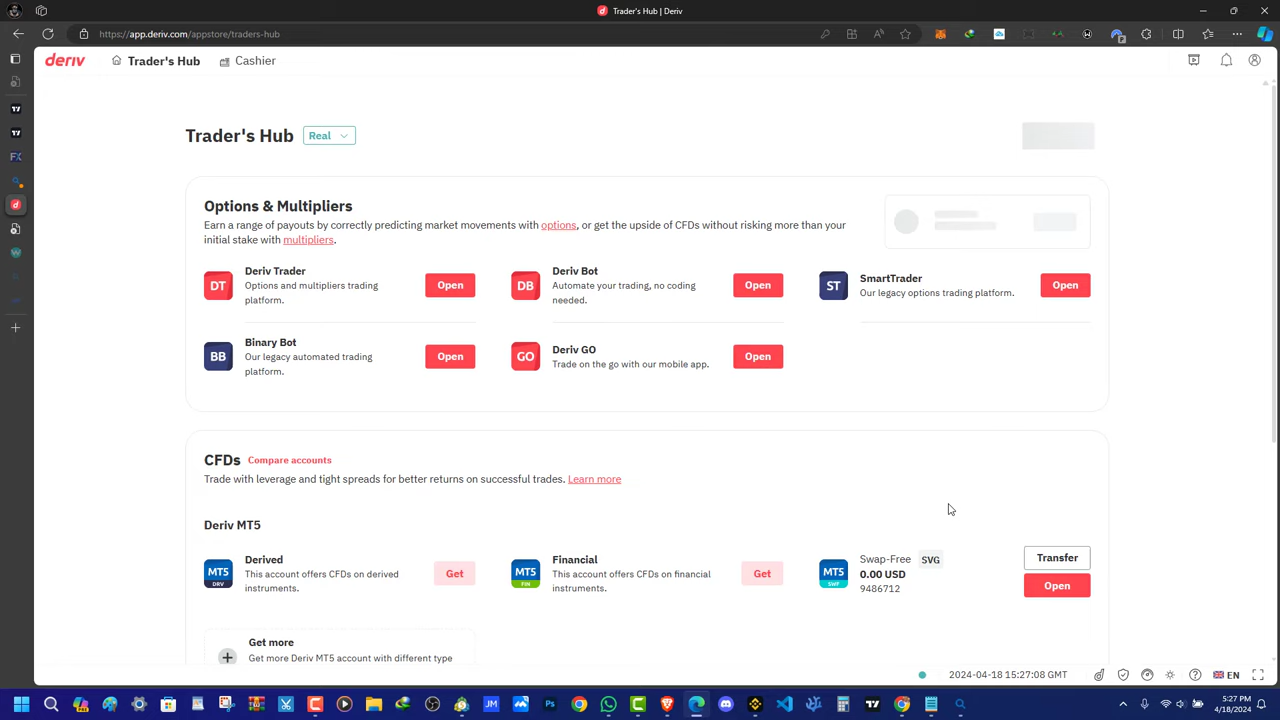 Trader's Hub | Deriv
https://app.deriv.com/appstore/traders-hub
deriv
Trader's Hub
Cashier
Trader's Hub
Real
Options & Multipliers
Earn a range of payouts by correctly predicting market movements with options, or get the upside of CFDs without risking more than your
initial stake with multipliers.
DT
Deriv Trader
Options and multipliers trading
platform.
Open
DB
Deriv Bot
Automate your trading, no coding
needed.
Open
ST
SmartTrader
Our legacy options trading platform.
Open
BB
Binary Bot
Our legacy automated trading
platform.
Open
GO
Deriv GO
Trade on the go with our mobile app.
Open
CFDs
Compare accounts
Trade with leverage and tight spreads for better returns on successful trades. Learn more
Deriv MT5
MT5
DRV
Derived
This account offers CFDs on derived
instruments.
Get
MT5
FIN
Financial
This account offers CFDs on financial
instruments.
Get
MT5
SWF
Swap-Free
SVG
0.00 USD
9486712
Transfer
Open
Get more
Get more Deriv MT5 account with different type
2024-04-18 15:27:08 GMT
EN
5:27 PM
4/18/2024